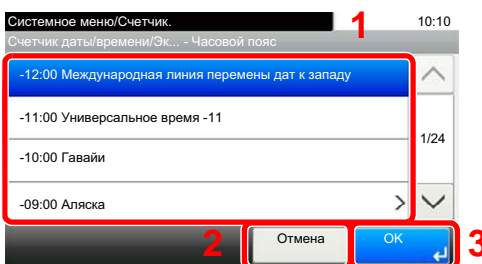 Системное меню/Счетчик.
1
10:10
Счетчик даты/времени/Эк... - Часовой пояс
-12:00 Международная линия перемены дат к западу
-11:00 Универсальное время -11
1/24
-10:00 Гавайи
-09:00 Аляска
2
Отмена
OK
3